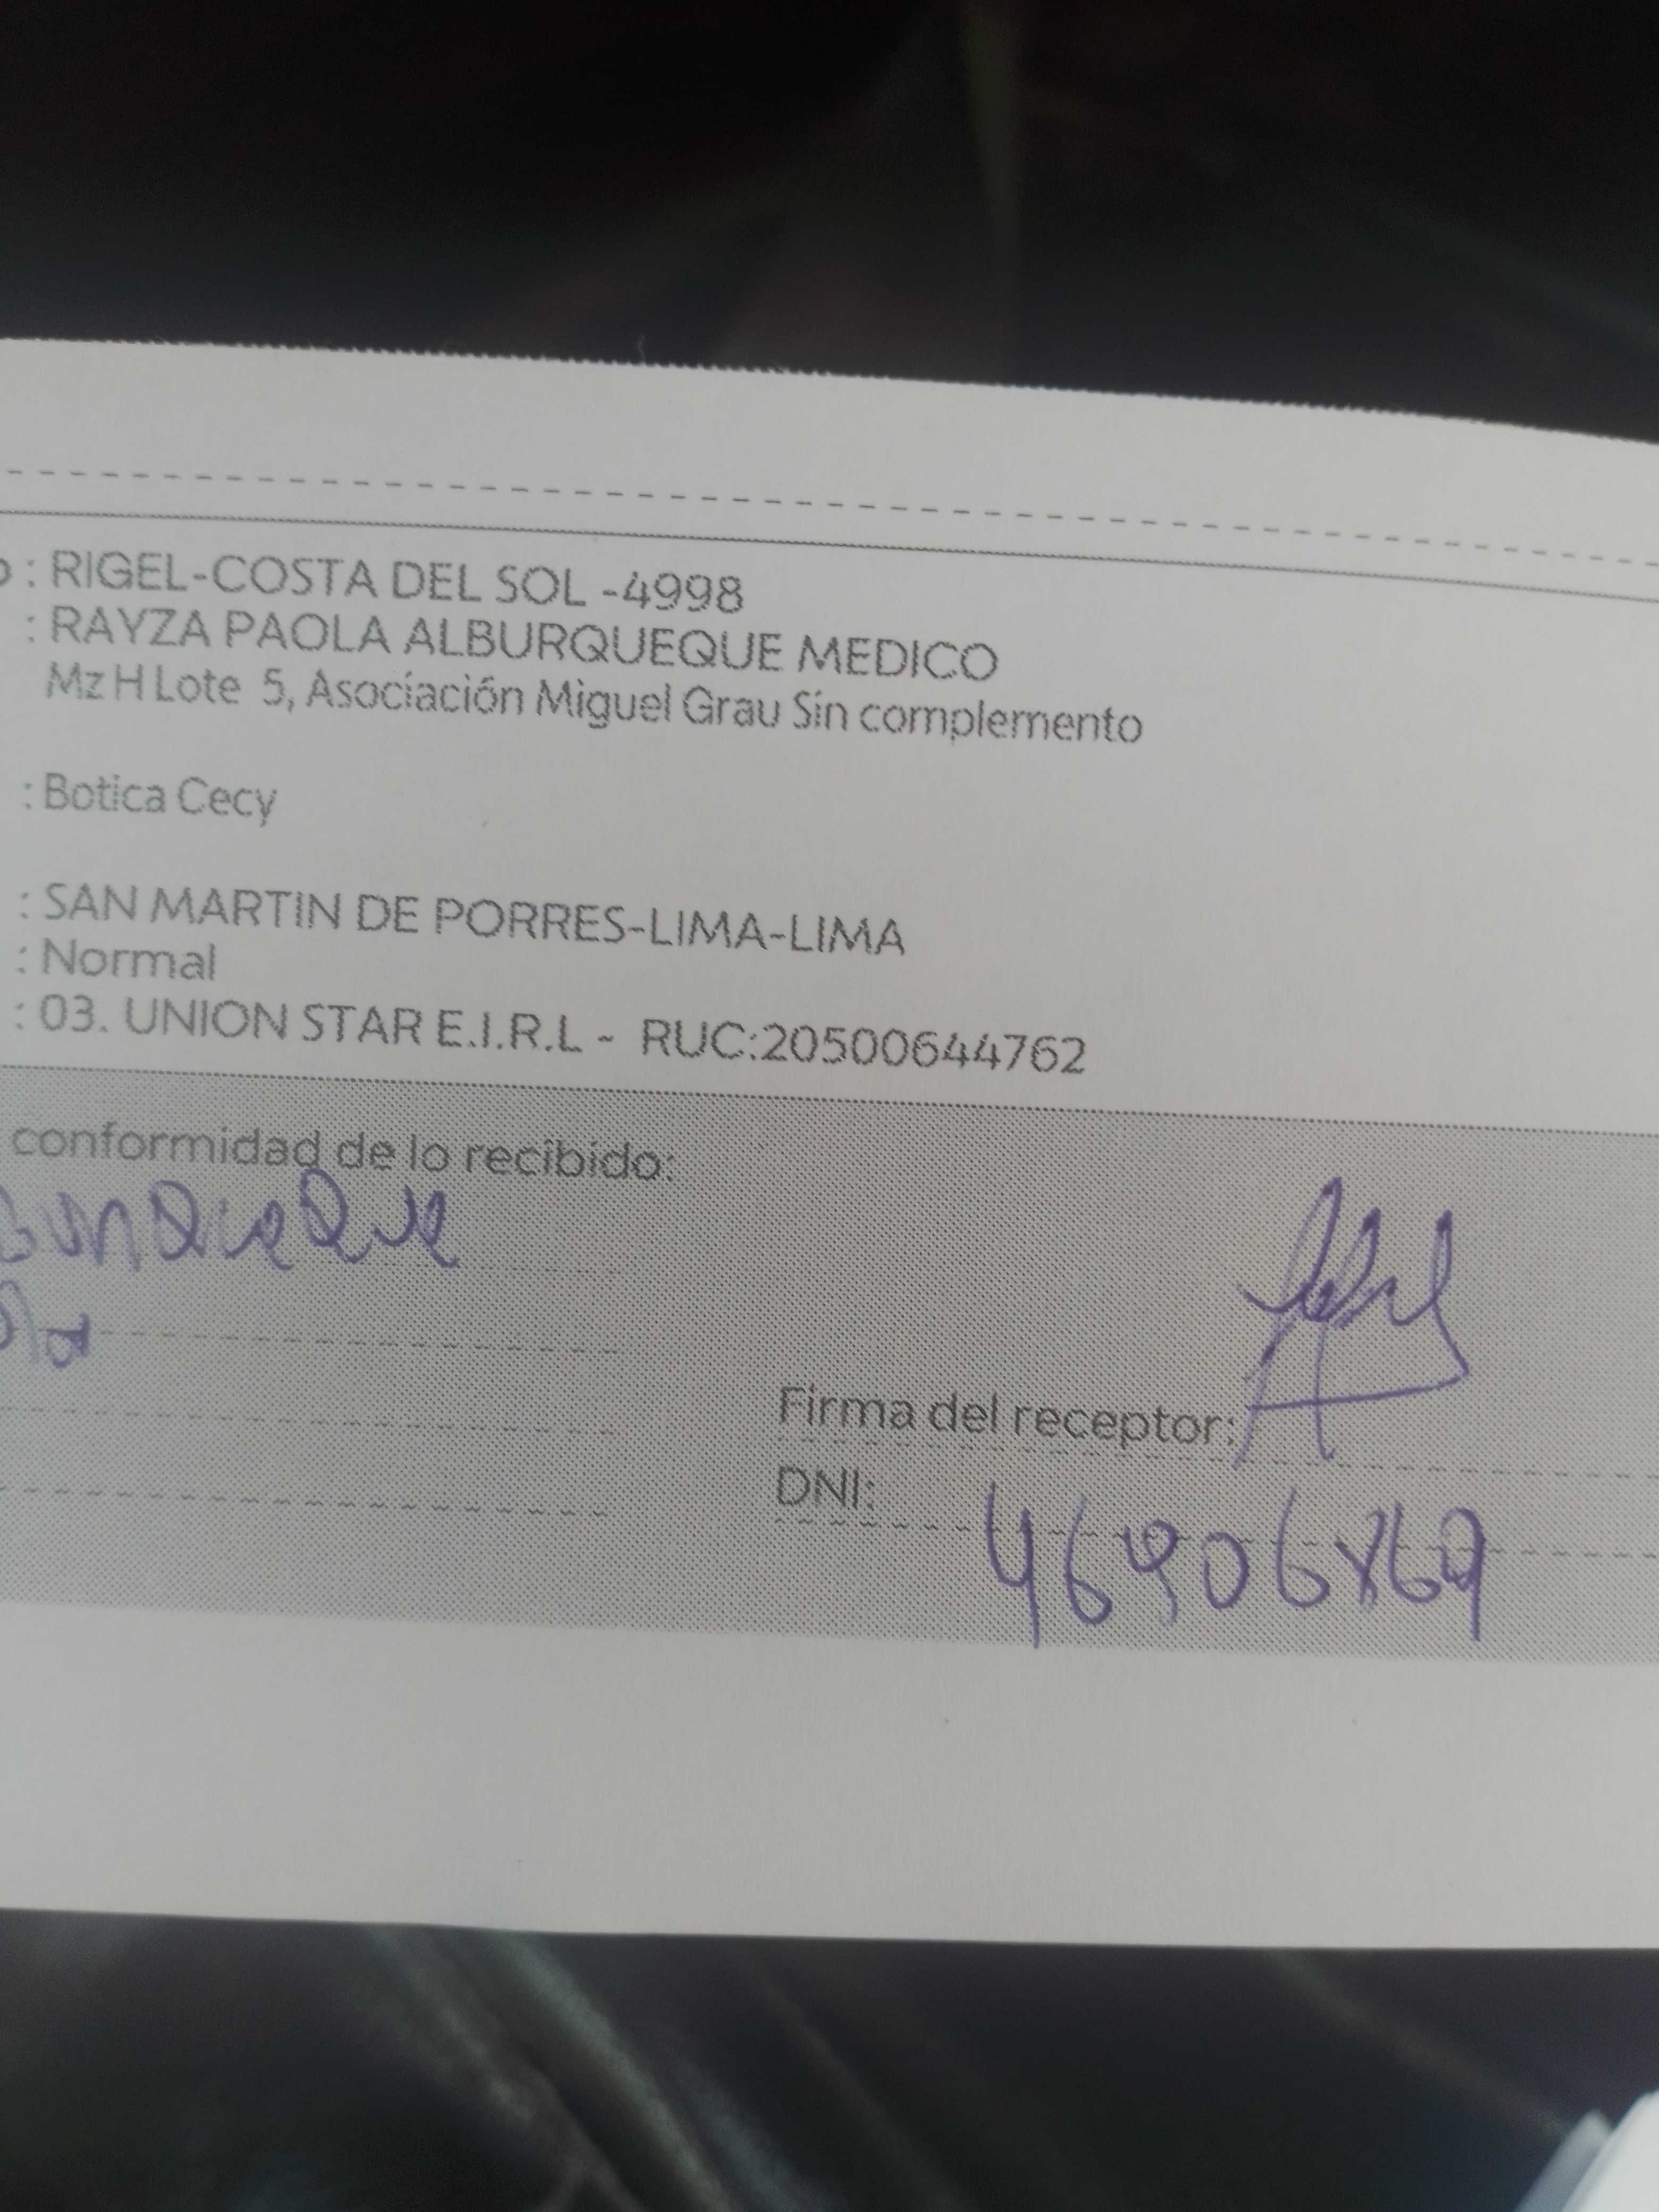 : RIGEL-COSTA DEL SOL -4998
: RAYZA PAOLA ALBURQUEQUE MEDICO
Mz H Lote 5, Asociación Miguel Grau Sin complemento
: Botica Cecy
: SAN MARTIN DE PORRES-LIMA-LIMA
: Normal
: 03. UNION STAR E.I.R.L - RUC:20500644762
conformidad de lo recibido:
Firma del receptor:
DNI: 46906869